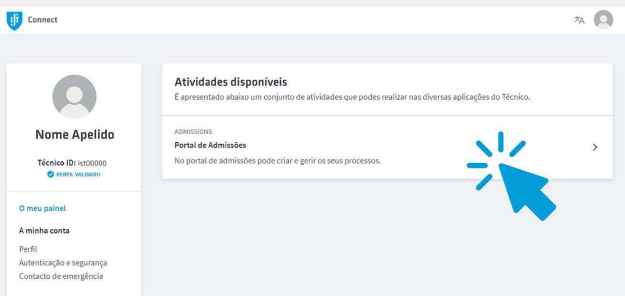 Connect
Nome Apelido
Técnico ID: ist00000
PERFIL VALIDADO
O meu painel
A minha conta
Perfil
Autenticação e segurança
Contacto de emergência
Atividades disponíveis
É apresentado abaixo um conjunto de atividades que podes realizar nas diversas aplicações do Técnico.
ADMISSIONS
Portal de Admissões
No portal de admissões pode criar e gerir os seus processos.